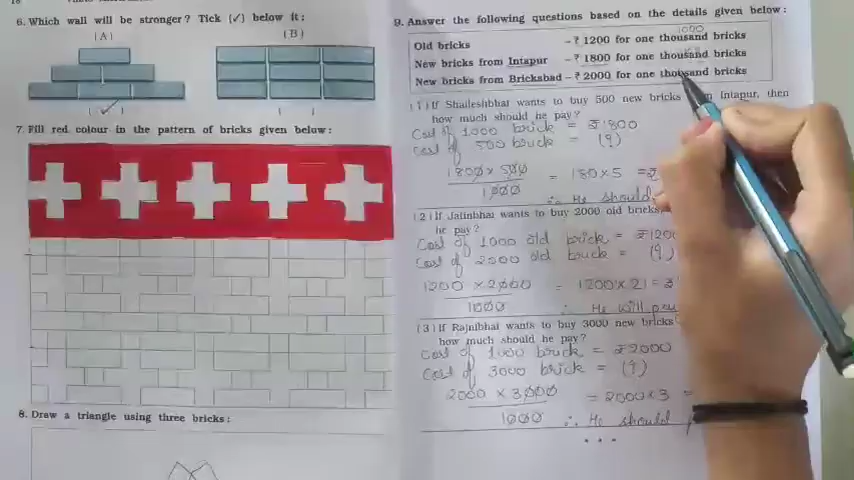 6. Which wall will be stronger? Tick (✓) below it:
(A) (B)
( ✓ ) ( )
7. Fill red colour in the pattern of bricks given below:
8. Draw a triangle using three bricks:
9. Answer the following questions based on the details given below:
1000
Old bricks - ₹ 1200 for one thousand bricks
New bricks from Intapur - ₹ 1800 for one thousand bricks
New bricks from Bricksbad - ₹ 2000 for one thousand bricks
(1) If Shaileshbhai wants to buy 500 new bricks Intapur, then
how much should he pay?
Cost of 1000 brick = ₹1800
Cost of 500 brick = (?)
1800 × 500
1000
= 180×5 = ₹
∴ He should
(2) If Jatinbhai wants to buy 2000 old bricks
he pay?
Cost of 1000 old brick = ₹120
Cost of 2000 old brick = (?)
1200 × 2000
1000
= 1200×2
∴ He will pay
(3) If Rajnibhai wants to buy 3000 new bricks
how much should he pay?
Cost of 1000 brick = ₹2000
Cost of 3000 brick = (?)
2000 × 3000
1000
= 2000×3 =
∴ He should
• • •